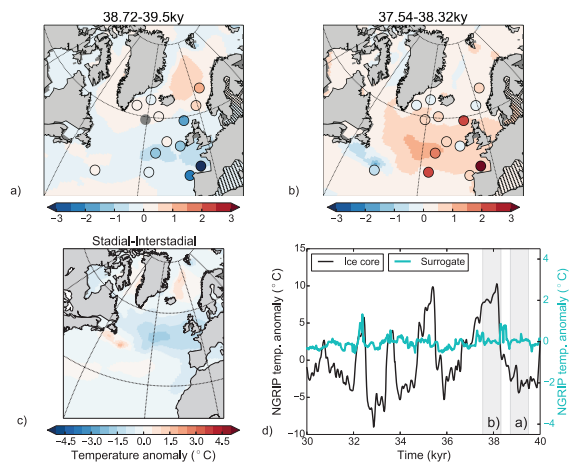 38.72-39.5ky
37.54-38.32ky
a)
b)
−3 −2 −1 0 1 2 3
−3 −2 −1 0 1 2 3
Stadial-Interstadial
c)
−4.5 −3.0 −1.5 0.0 1.5 3.0 4.5
Temperature anomaly (°C)
Ice core
Surrogate
NGRIP temp. anomaly (°C)
15
10
5
0
−5
−10
4
2
0
−2
−4
NGRIP temp. anomaly (°C)
b)
a)
30 32 34 36 38 40
d)
Time (kyr)